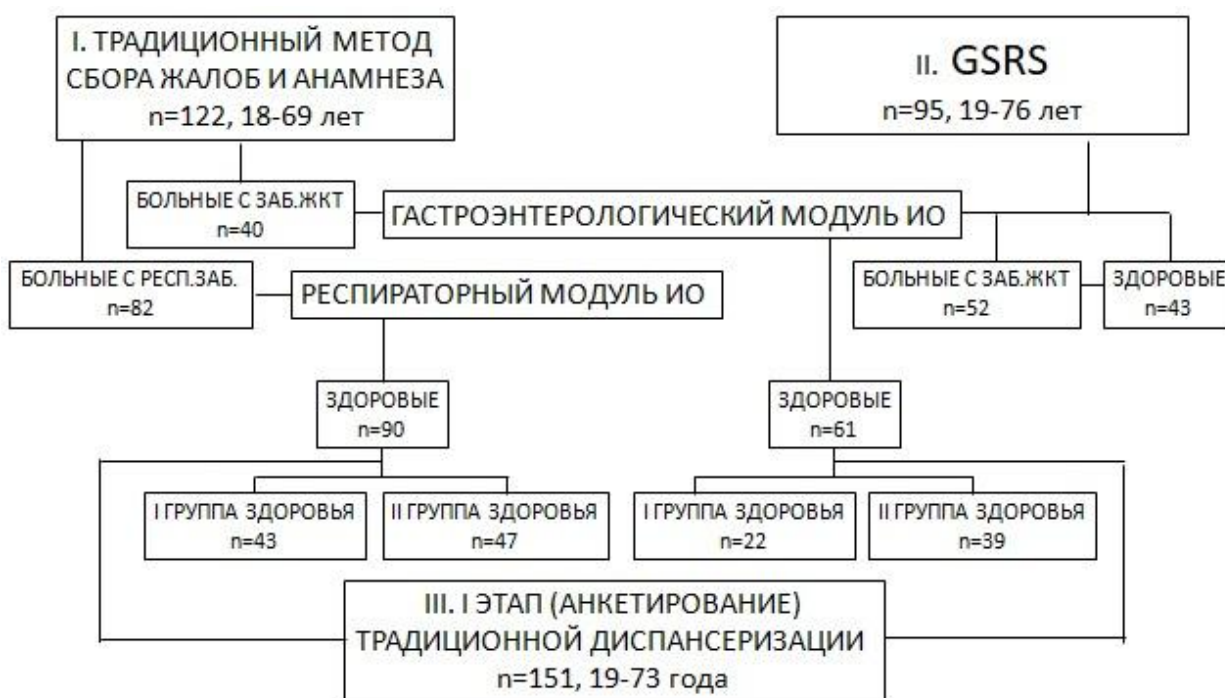 I. ТРАДИЦИОННЫЙ МЕТОД
СБОРА ЖАЛОБ И АНАМНЕЗА
n=122, 18-69 лет
II. GSRS
n=95, 19-76 лет
БОЛЬНЫЕ С ЗАБ.ЖКТ
n=40
ГАСТРОЭНТЕРОЛОГИЧЕСКИЙ МОДУЛЬ ИО
БОЛЬНЫЕ С РЕСП.ЗАБ.
n=82
РЕСПИРАТОРНЫЙ МОДУЛЬ ИО
БОЛЬНЫЕ С ЗАБ.ЖКТ
n=52
ЗДОРОВЫЕ
n=43
ЗДОРОВЫЕ
n=90
ЗДОРОВЫЕ
n=61
I ГРУППА ЗДОРОВЬЯ
n=43
II ГРУППА ЗДОРОВЬЯ
n=47
I ГРУППА ЗДОРОВЬЯ
n=22
II ГРУППА ЗДОРОВЬЯ
n=39
III. I ЭТАП (АНКЕТИРОВАНИЕ)
ТРАДИЦИОННОЙ ДИСПАНСЕРИЗАЦИИ
n=151, 19-73 года